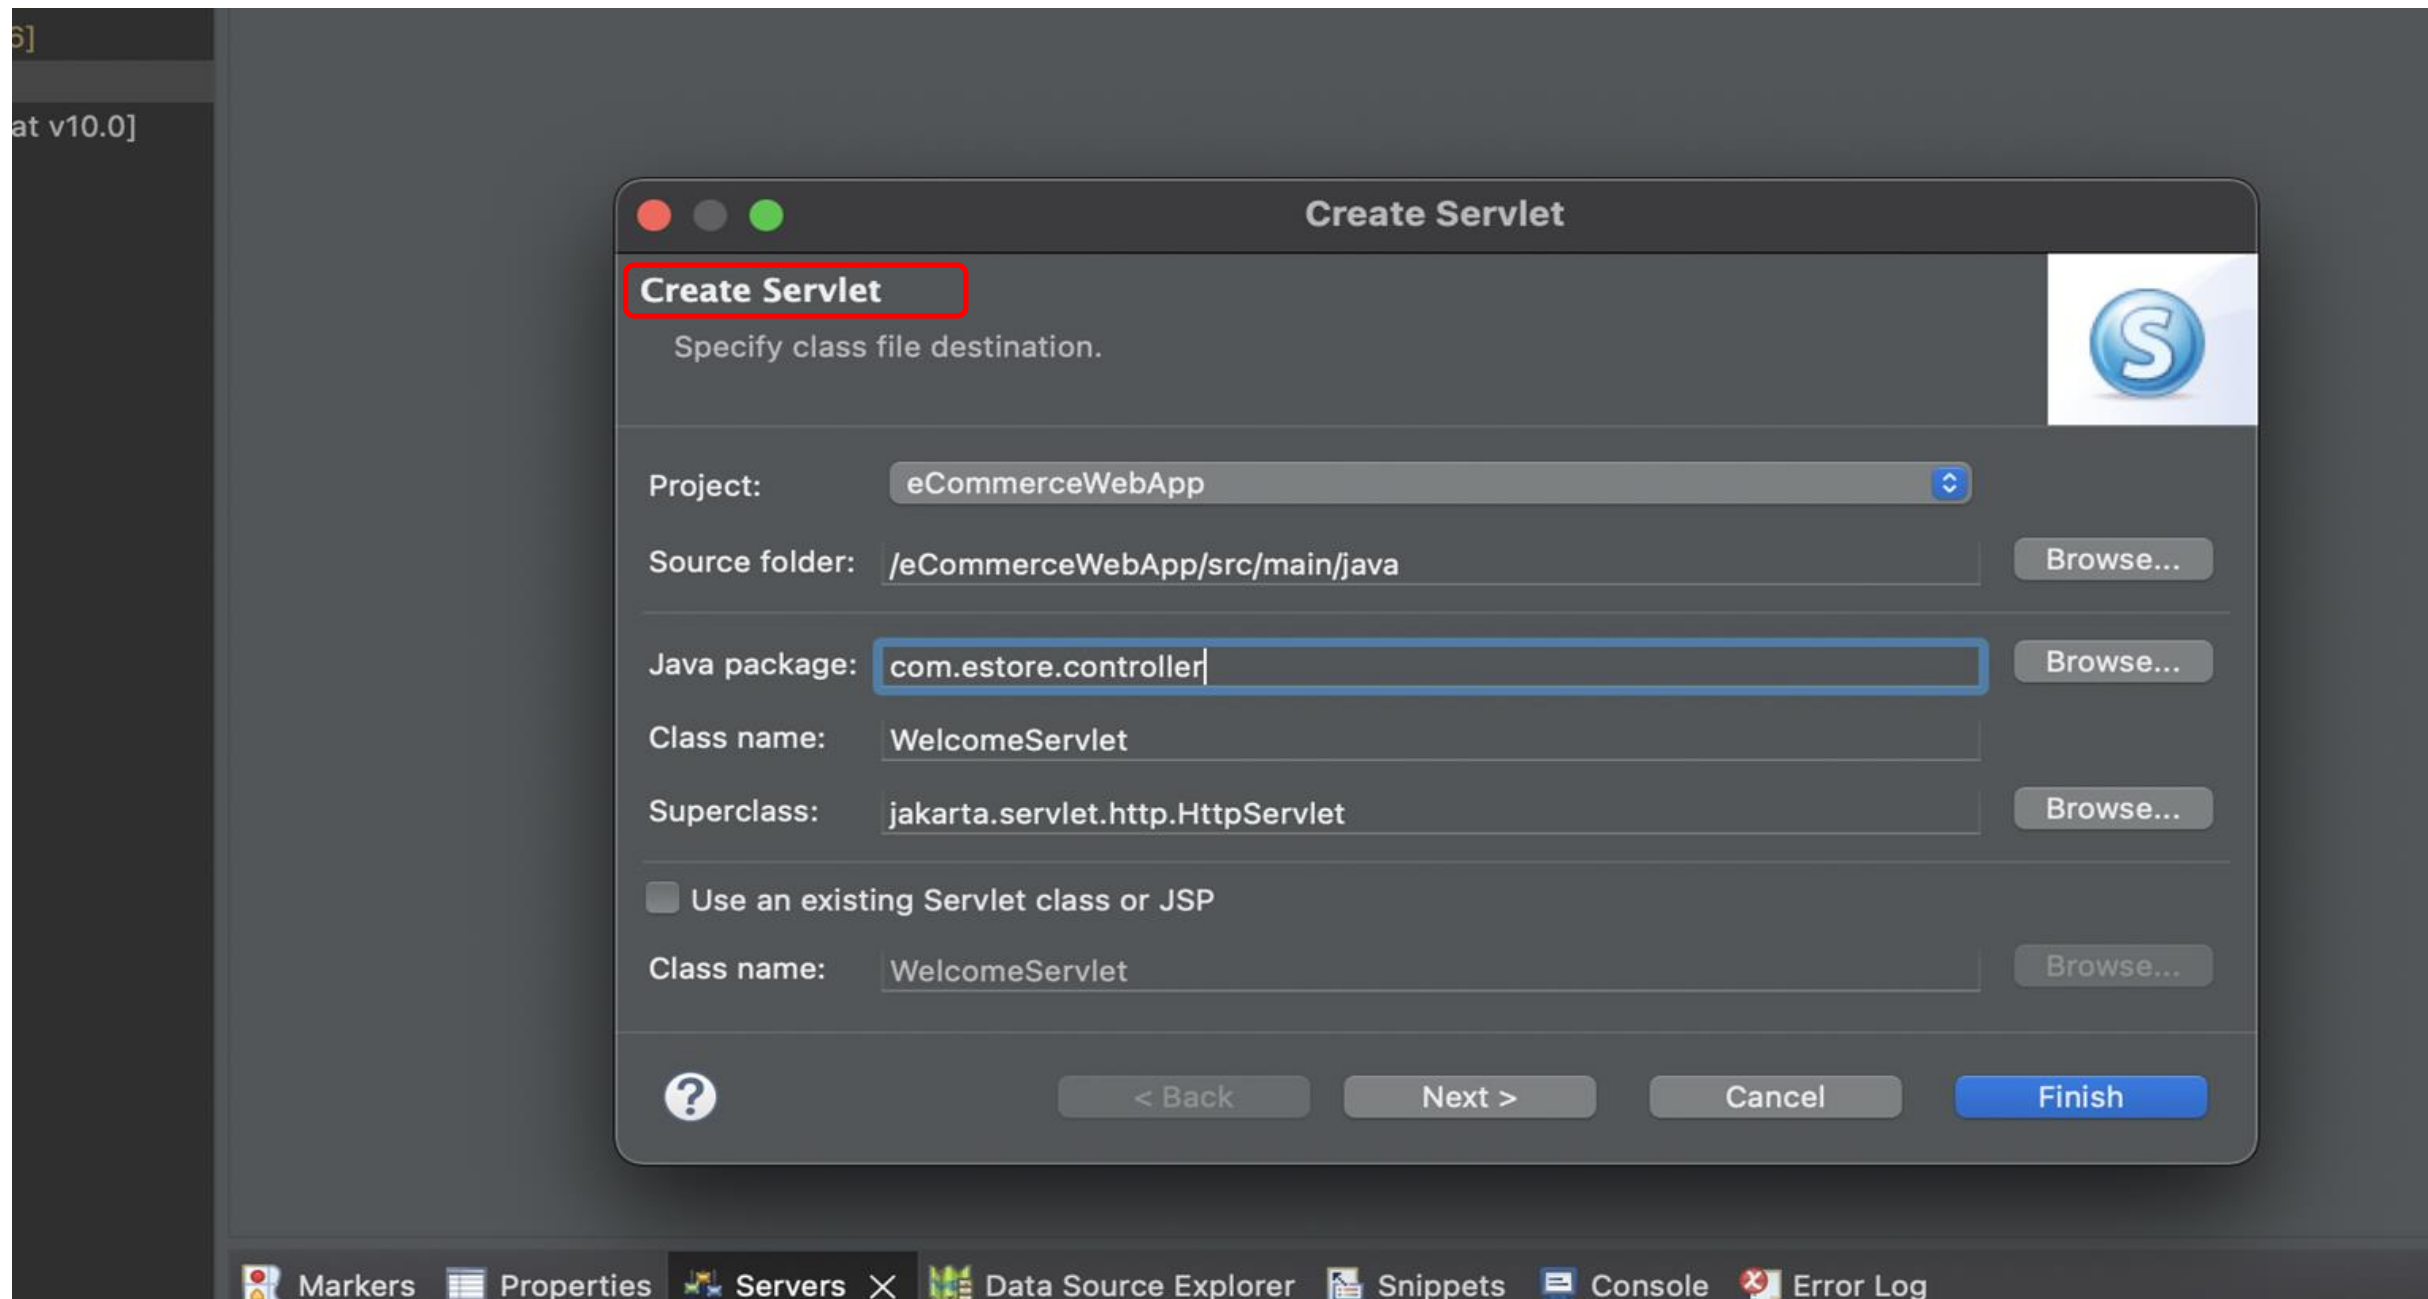 6]
at v10.0]
Create Servlet
Create Servlet
Specify class file destination.
Project: eCommerceWebApp
Source folder: /eCommerceWebApp/src/main/java Browse...
Java package: com.estore.controller Browse...
Class name: WelcomeServlet
Superclass: jakarta.servlet.http.HttpServlet Browse...
Use an existing Servlet class or JSP
Class name: WelcomeServlet Browse...
? < Back Next > Cancel Finish
Markers Properties Servers Data Source Explorer Snippets Console Error Log